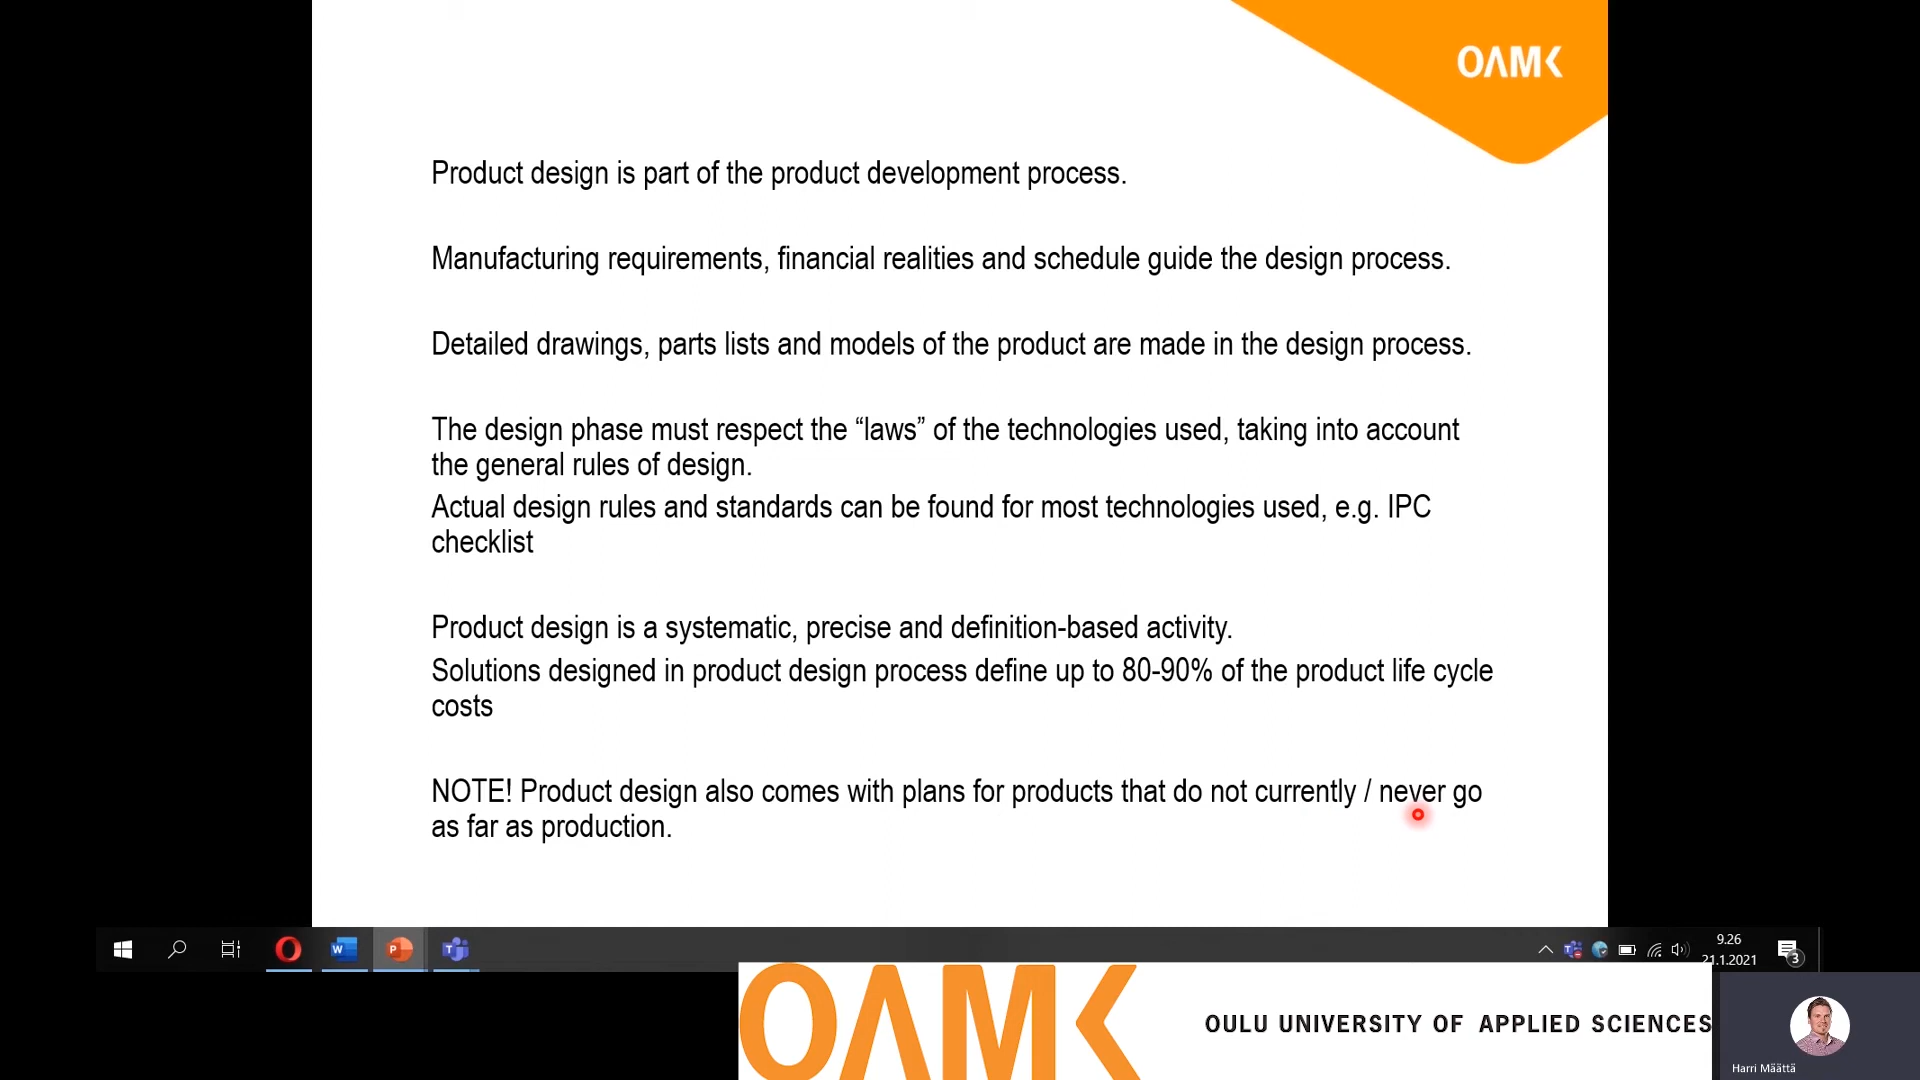 OAMK
Product design is part of the product development process.
Manufacturing requirements, financial realities and schedule guide the design process.
Detailed drawings, parts lists and models of the product are made in the design process.
The design phase must respect the “laws” of the technologies used, taking into account
the general rules of design.
Actual design rules and standards can be found for most technologies used, e.g. IPC
checklist
Product design is a systematic, precise and definition-based activity.
Solutions designed in product design process define up to 80-90% of the product life cycle
costs
NOTE! Product design also comes with plans for products that do not currently / never go
as far as production.
9.26
21.1.2021
3
OAMK
OULU UNIVERSITY OF APPLIED SCIENCES
Harri Määttä